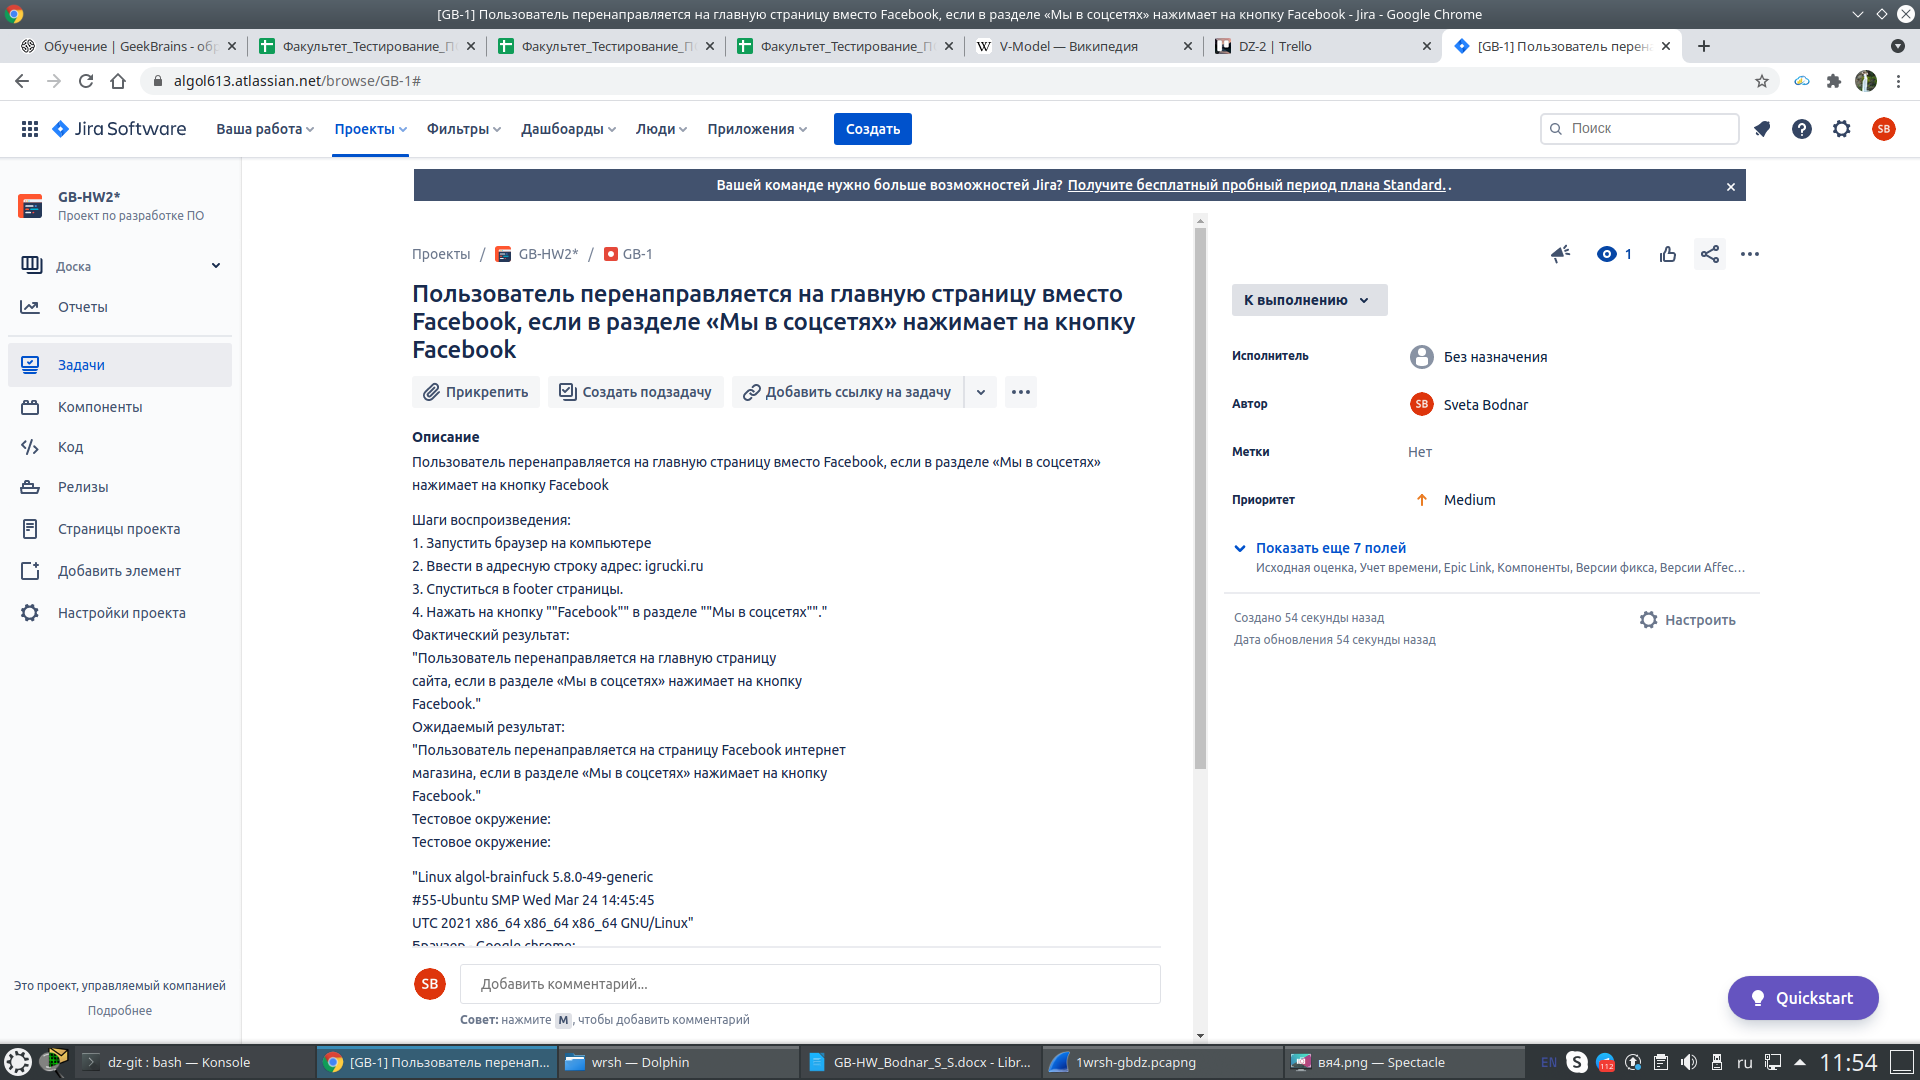 [GB-1] Пользователь перенаправляется на главную страницу вместо Facebook, если в разделе «Мы в соцсетях» нажимает на кнопку Facebook - Jira - Google Chrome
Обучение | GeekBrains - об
Факультет_Тестирование_П
Факультет_Тестирование_П
Факультет_Тестирование_П
V-Model — Википедия
DZ-2 | Trello
[GB-1] Пользователь перен
algol613.atlassian.net/browse/GB-1#
Jira Software
Ваша работа
Проекты
Фильтры
Дашборды
Люди
Приложения
Создать
Поиск
SB
GB-HW2*
Проект по разработке ПО
Доска
Отчеты
Задачи
Компоненты
Код
Релизы
Страницы проекта
Добавить элемент
Настройки проекта
Это проект, управляемый компанией
Подробнее
Вашей команде нужно больше возможностей Jira? Получите бесплатный пробный период плана Standard. .
Проекты / GB-HW2* / GB-1
Пользователь перенаправляется на главную страницу вместо
Facebook, если в разделе «Мы в соцсетях» нажимает на кнопку
Facebook
Прикрепить
Создать подзадачу
Добавить ссылку на задачу
Описание
Пользователь перенаправляется на главную страницу вместо Facebook, если в разделе «Мы в соцсетях»
нажимает на кнопку Facebook
Шаги воспроизведения:
1. Запустить браузер на компьютере
2. Ввести в адресную строку адрес: igrucki.ru
3. Спуститься в footer страницы.
4. Нажать на кнопку ""Facebook"" в разделе ""Мы в соцсетях""."
Фактический результат:
"Пользователь перенаправляется на главную страницу
сайта, если в разделе «Мы в соцсетях» нажимает на кнопку
Facebook."
Ожидаемый результат:
"Пользователь перенаправляется на страницу Facebook интернет
магазина, если в разделе «Мы в соцсетях» нажимает на кнопку
Facebook."
Тестовое окружение:
Тестовое окружение:
"Linux algol-brainfuck 5.8.0-49-generic
#55-Ubuntu SMP Wed Mar 24 14:45:45
UTC 2021 x86_64 x86_64 x86_64 GNU/Linux"
Браузер - Google chrome:
SB
Добавить комментарий...
Совет: нажмите M , чтобы добавить комментарий
1
К выполнению
Исполнитель
Без назначения
Автор
SB Sveta Bodnar
Метки
Нет
Приоритет
Medium
Показать еще 7 полей
Исходная оценка, Учет времени, Epic Link, Компоненты, Версии фикса, Версии Affec...
Создано 54 секунды назад
Дата обновления 54 секунды назад
Настроить
Quickstart
dz-git : bash — Konsole
[GB-1] Пользователь перенап...
wrsh — Dolphin
GB-HW_Bodnar_S_S.docx - Libr...
1wrsh-gbdz.pcapng
вя4.png — Spectacle
EN
112
ru
11:54